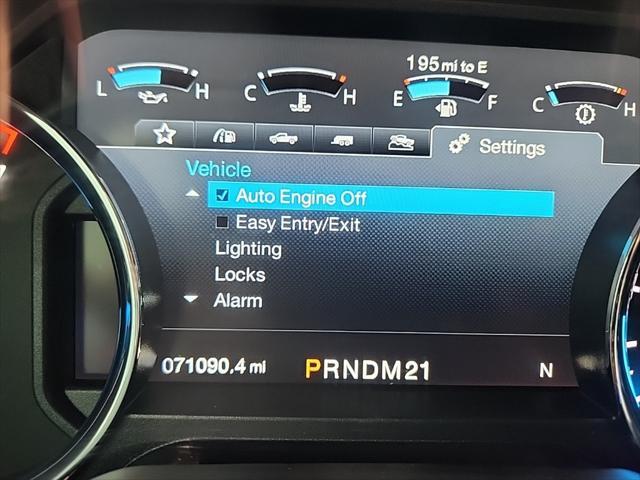 195 mi to E
L H C H E F C H
Settings
Vehicle
Auto Engine Off
Easy Entry/Exit
Lighting
Locks
Alarm
071090.4 mi PRNDM21 N